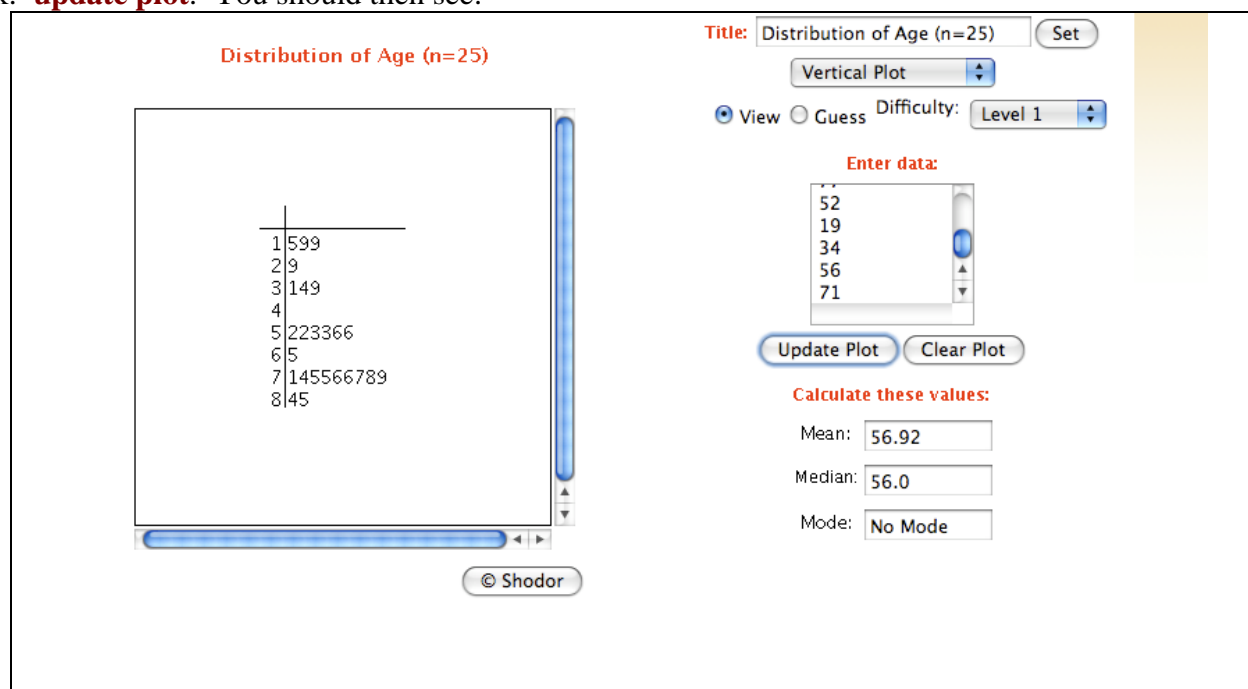 update plot. You should then see:
Distribution of Age (n=25)
1|599
2|9
3|149
4|
5|223366
6|5
7|145566789
8|45
© Shodor
Title: Distribution of Age (n=25) Set
Vertical Plot
View Guess Difficulty: Level 1
Enter data:
52
19
34
56
71
Update Plot Clear Plot
Calculate these values:
Mean: 56.92
Median: 56.0
Mode: No Mode